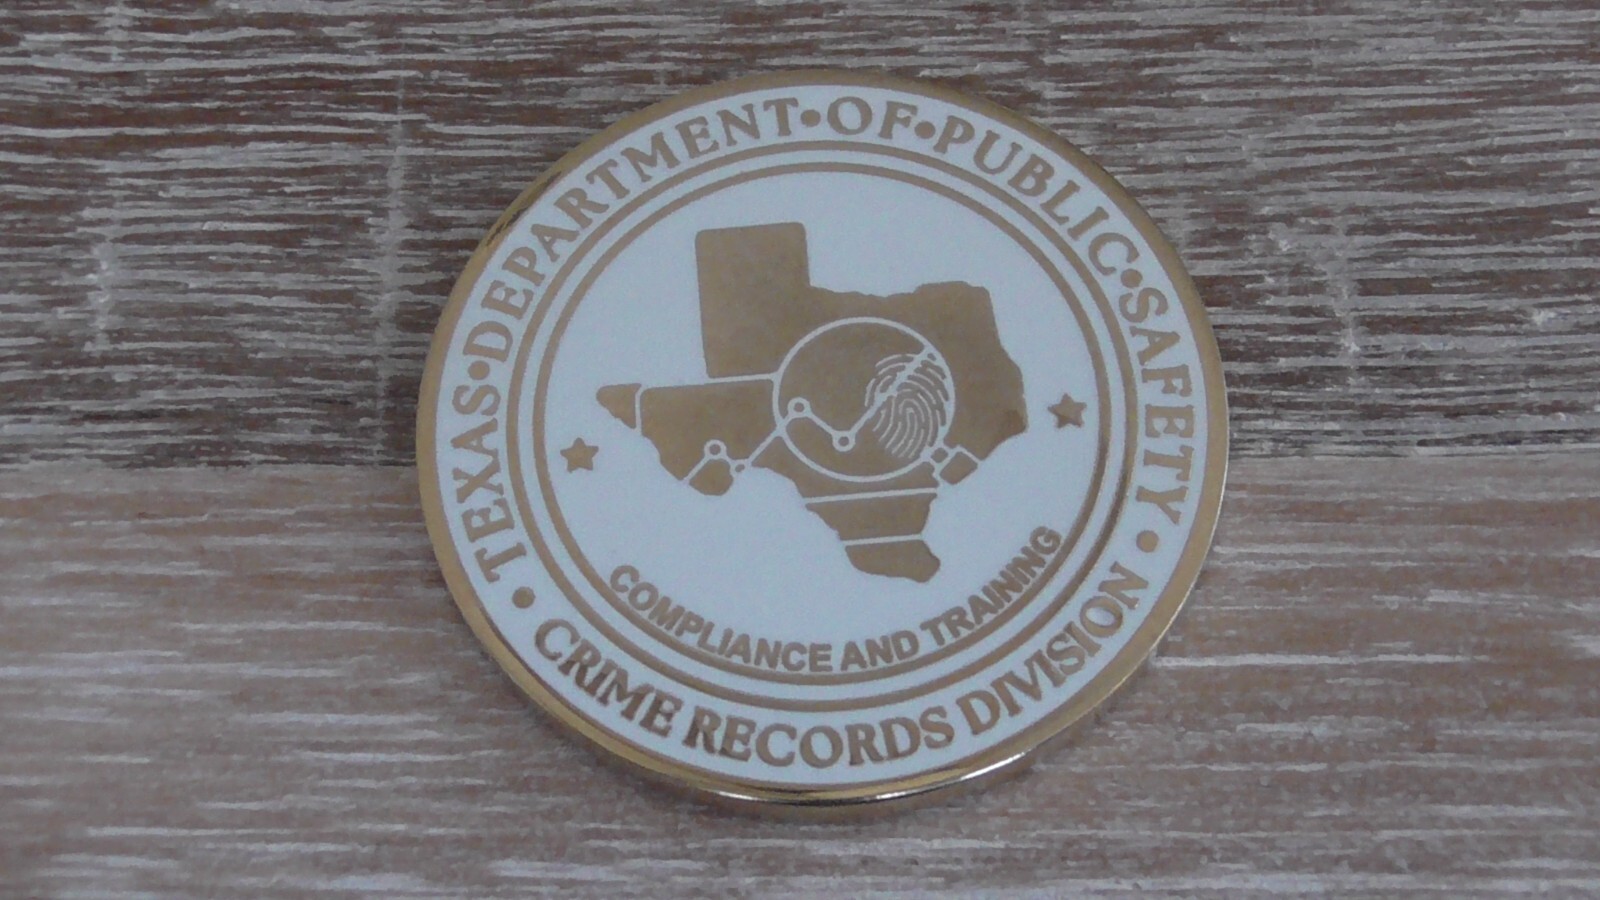 TEXAS•DEPARTMENT•OF•PUBLIC•SAFETY
• CRIME RECORDS DIVISION •
COMPLIANCE AND TRAINING